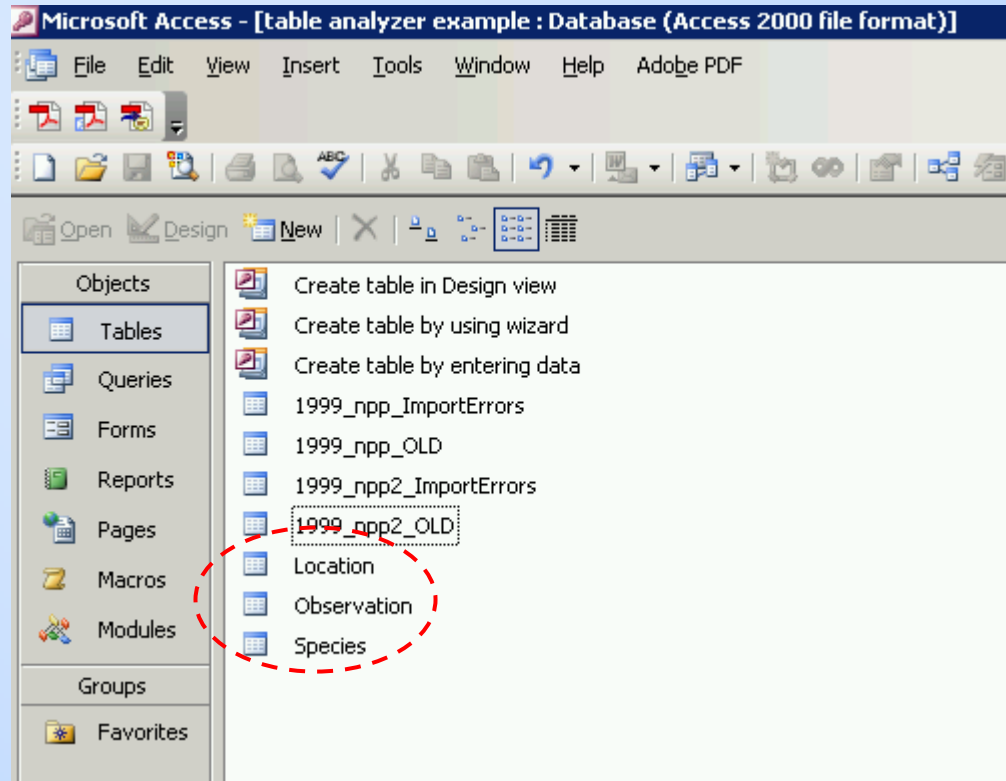 Microsoft Access - [table analyzer example : Database (Access 2000 file format)]
File Edit View Insert Tools Window Help Adobe PDF
ABC
Open Design New
Objects
Tables
Queries
Forms
Reports
Pages
Macros
Modules
Groups
Favorites
Create table in Design view
Create table by using wizard
Create table by entering data
1999_npp_ImportErrors
1999_npp_OLD
1999_npp2_ImportErrors
1999_npp2_OLD
Location
Observation
Species